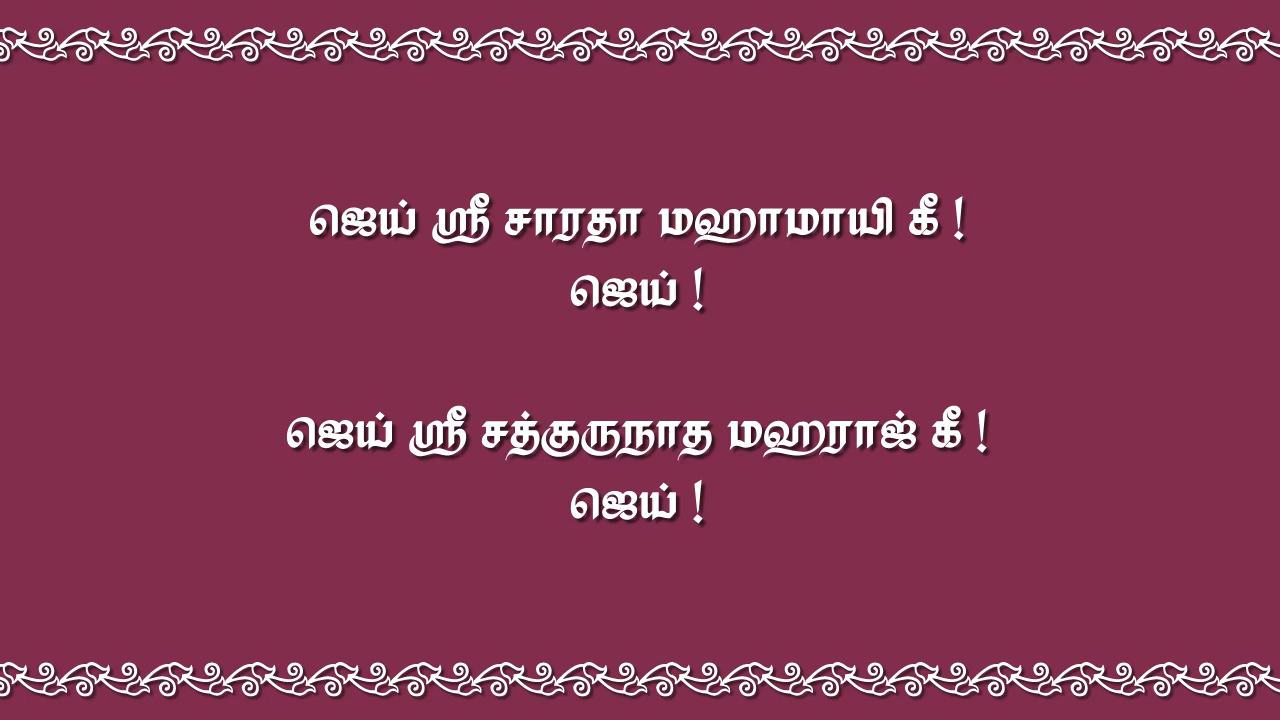 ஜெய் ஸ்ரீ சாரதா மஹாமாயி கீ !
ஜெய் !
ஜெய் ஸ்ரீ சத்குருநாத மஹராஜ் கீ !
ஜெய் !